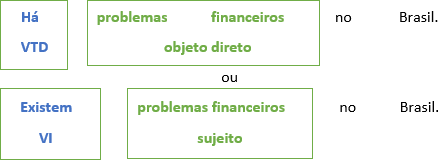 Há problemas financeiros no Brasil.
VTD objeto direto
ou
Existem problemas financeiros no Brasil.
VI sujeito